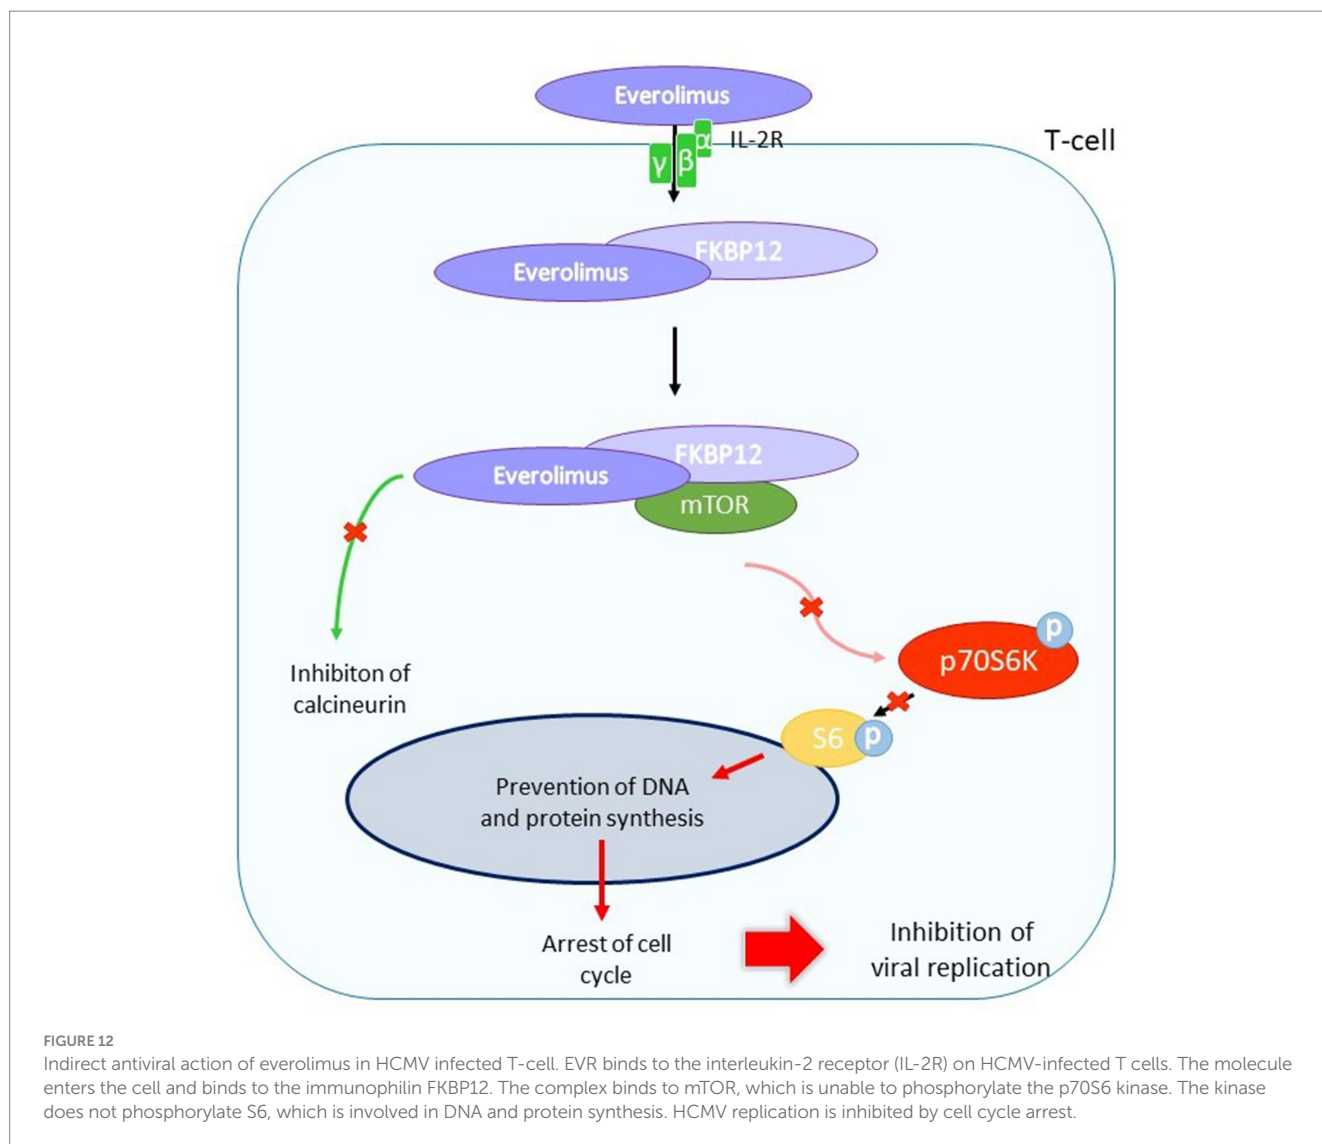 Everolimus
IL-2R
T-cell
γ β α
FKBP12
Everolimus
FKBP12
Everolimus
mTOR
p
p70S6K
Inhibiton of
calcineurin
S6 p
Prevention of DNA
and protein synthesis
Arrest of cell
cycle
Inhibition of
viral replication
FIGURE 12
Indirect antiviral action of everolimus in HCMV infected T-cell. EVR binds to the interleukin-2 receptor (IL-2R) on HCMV-infected T cells. The molecule
enters the cell and binds to the immunophilin FKBP12. The complex binds to mTOR, which is unable to phosphorylate the p70S6 kinase. The kinase
does not phosphorylate S6, which is involved in DNA and protein synthesis. HCMV replication is inhibited by cell cycle arrest.